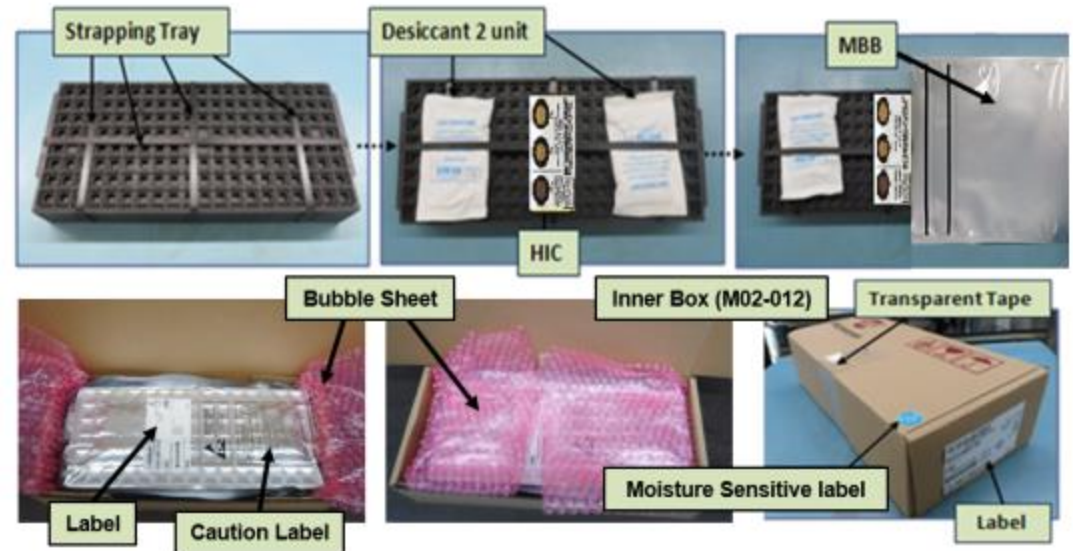 Strapping Tray
Desiccant 2 unit
MBB
HIC
Bubble Sheet
Inner Box (M02-012)
Transparent Tape
Label
Caution Label
Moisture Sensitive label
Label